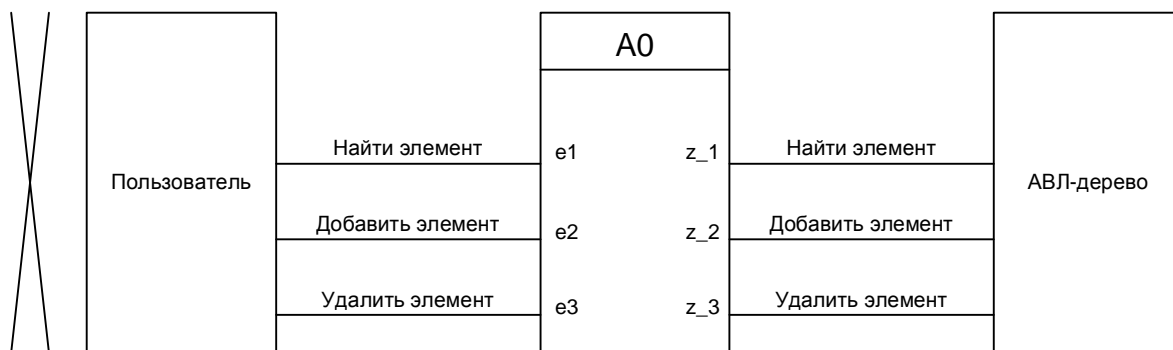 A0
Найти элемент e1 z_1 Найти элемент
Пользователь АВЛ-дерево
Добавить элемент e2 z_2 Добавить элемент
Удалить элемент e3 z_3 Удалить элемент